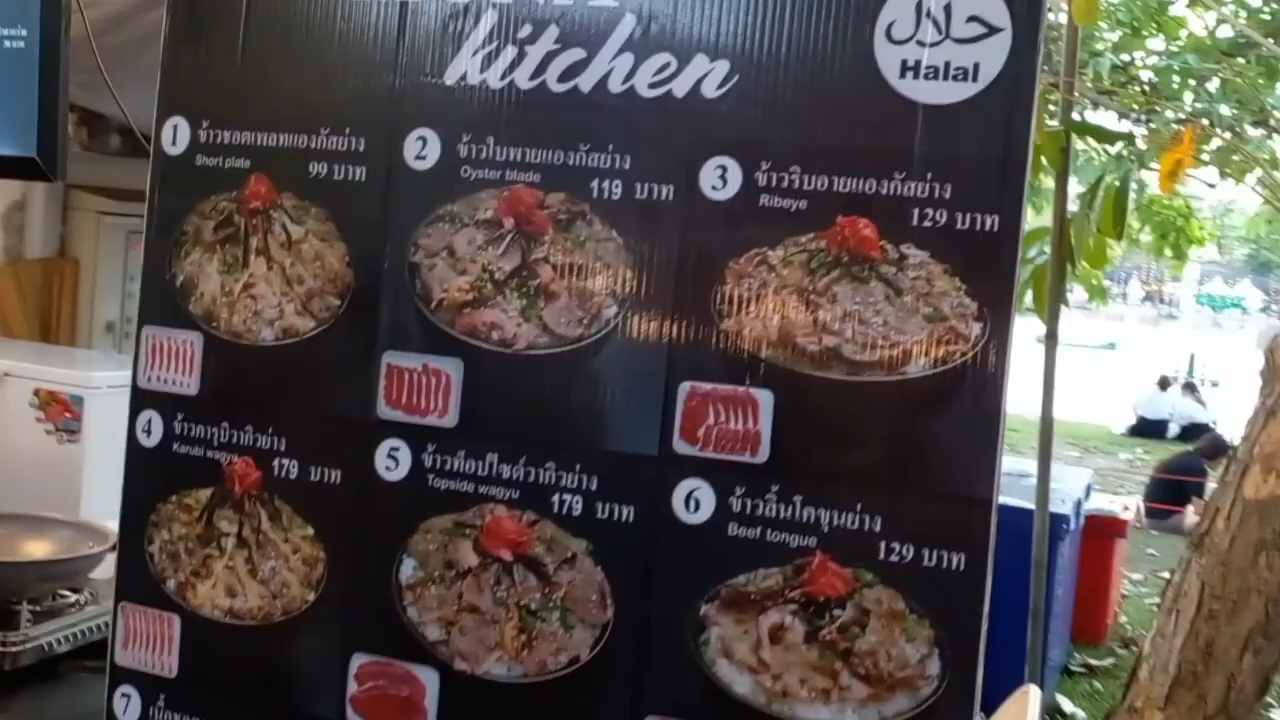 kitchen
حلال
Halal
1 ข้าวชอตเพลทแองกัสย่าง
Short plate
99 บาท
2 ข้าวใบพายแองกัสย่าง
Oyster blade
119 บาท
3 ข้าวริบอายแองกัสย่าง
Ribeye
129 บาท
4 ข้าวคารูบิวากิวย่าง
Karubi wagyu
179 บาท
5 ข้าวท็อปไซด์วากิวย่าง
Topside wagyu
179 บาท
6 ข้าวลิ้นโคขุนย่าง
Beef tongue
129 บาท
7